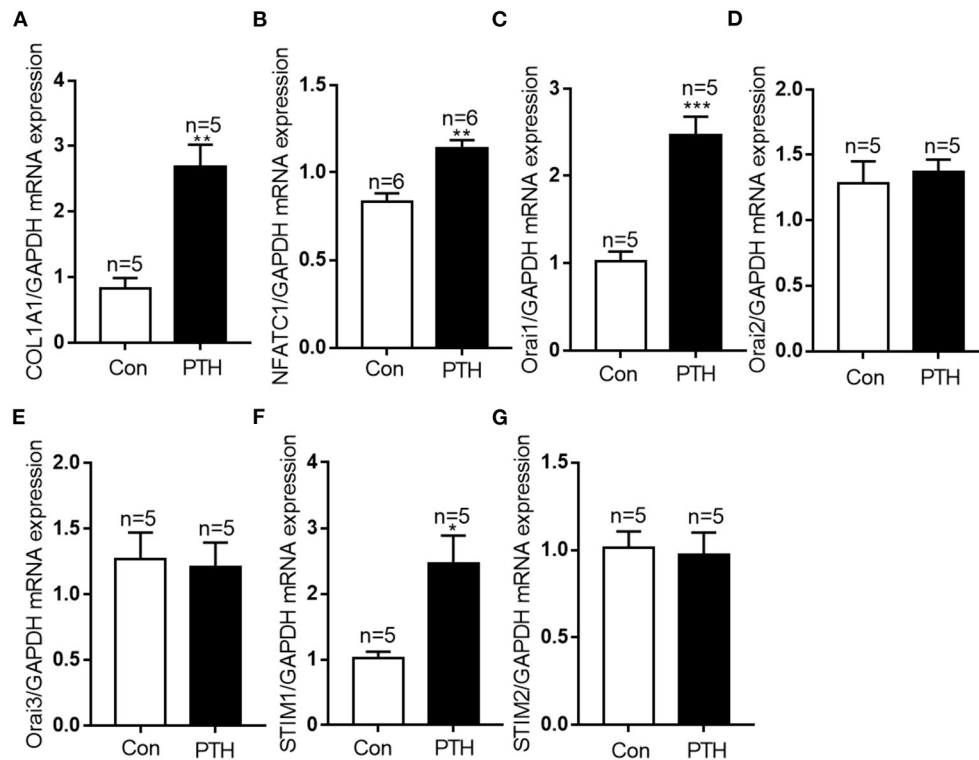 A
COL1A1/GAPDH mRNA expression
4
3
2
1
0
n=5
n=5
**
Con
PTH
B
NFATC1/GAPDH mRNA expression
1.5
1.0
0.5
0.0
n=6
n=6
**
Con
PTH
C
Orai1/GAPDH mRNA expression
3
2
1
0
n=5
n=5
***
Con
PTH
D
Orai2/GAPDH mRNA expression
2.0
1.5
1.0
0.5
0.0
n=5
n=5
Con
PTH
E
Orai3/GAPDH mRNA expression
2.0
1.5
1.0
0.5
0.0
n=5
n=5
Con
PTH
F
STIM1/GAPDH mRNA expression
4
3
2
1
0
n=5
n=5
*
Con
PTH
G
STIM2/GAPDH mRNA expression
1.5
1.0
0.5
0.0
n=5
n=5
Con
PTH